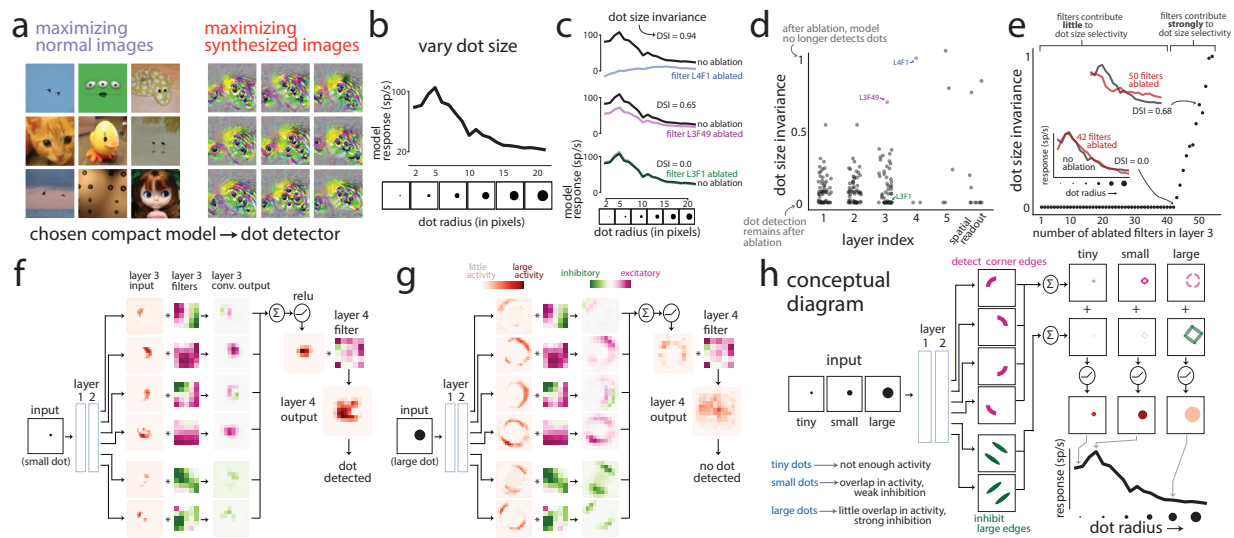 a
maximizing
normal images
maximizing
synthesized images
chosen compact model → dot detector
b
vary dot size
model
response (sp/s)
100
20
2
5
10
15
20
dot radius (in pixels)
c
dot size invariance
DSI = 0.94
no ablation
filter L4F1 ablated
DSI = 0.65
no ablation
filter L3F49 ablated
DSI = 0.0
filter L3F1 ablated
no ablation
model
response (sp/s)
100
0
100
0
100
0
2 5 10 15 20
dot radius (in pixels)
d
after ablation, model
no longer detects dots
dot size invariance
1
0.5
0
L4F1
L3F49
L3F1
dot detection
remains after
ablation
1 2 3 4 5
spatial
readout
layer index
e
filters contribute
little to
dot size selectivity
filters contribute
strongly to
dot size selectivity
dot size invariance
1
0
50 filters
ablated
DSI = 0.68
42 filters
ablated
no
ablation
DSI = 0.0
response (sp/s)
dot radius →
1 10 20 30 40 50
number of ablated filters in layer 3
f
layer 3
input
layer 3
filters
layer 3
conv. output
relu
Σ
layer 4
filter
*
*
*
*
*
*
*
layer
1 2
input
(small dot)
layer 4
output
dot
detected
g
little
activity
large
activity
inhibitory
excitatory
relu
Σ
layer 4
filter
*
*
*
*
*
*
*
layer
1 2
input
(large dot)
layer 4
output
no dot
detected
h
conceptual
diagram
detect corner edges
tiny
small
large
Σ
+
+
+
Σ
layer
1 2
input
tiny
small
large
tiny dots → not enough activity
small dots → overlap in activity,
weak inhibition
large dots → little overlap in activity,
strong inhibition
inhibit
large edges
response (sp/s)
dot radius →